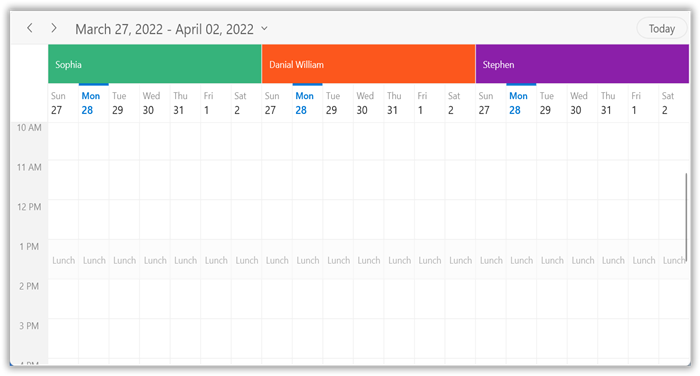 March 27, 2022 - April 02, 2022 Today
Sophia Danial William Stephen
Sun Mon Tue Wed Thu Fri Sat Sun Mon Tue Wed Thu Fri Sat Sun Mon Tue Wed Thu Fri Sat
27 28 29 30 31 1 2 27 28 29 30 31 1 2 27 28 29 30 31 1 2
10 AM
11 AM
12 PM
1 PM
Lunch Lunch Lunch Lunch Lunch Lunch Lunch Lunch Lunch Lunch Lunch Lunch Lunch Lunch Lunch Lunch Lunch Lunch Lunch Lunch Lunch
2 PM
3 PM
4 PM